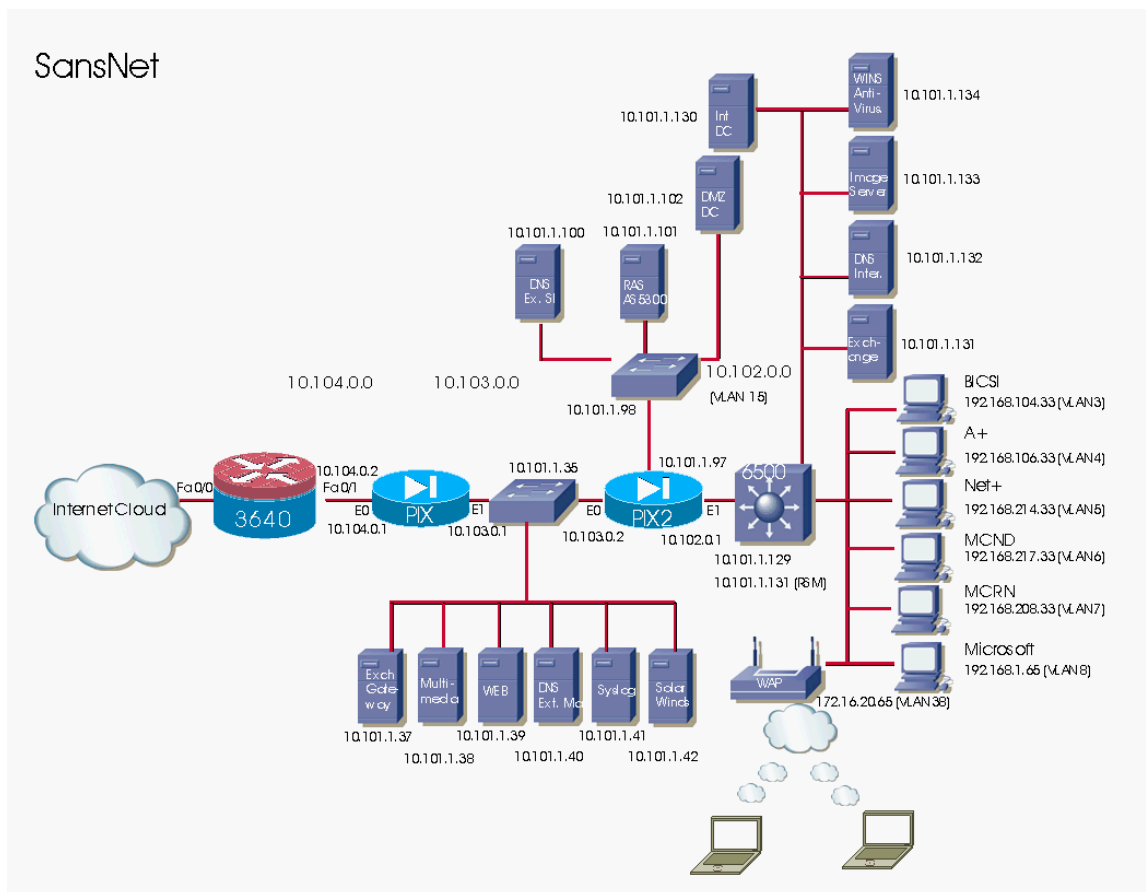 SansNet
WINS
Anti-
Virus
10.101.1.134
10.101.1.130
Int
DC
Image
Server
10.101.1.133
10.101.1.102
DMZ
DC
10.101.1.100
10.101.1.101
DNS
Ex. SI
RAS
AS5300
DNS
Inter.
10.101.1.132
Exch-
cnge
10.101.1.131
10.104.0.0
10.103.0.0
10.102.0.0
(VLAN 15)
10.101.1.98
BICSI
192.168.104.33 (VLAN3)
A+
192.168.106.33 (VLAN4)
Net+
192.168.214.33 (VLAN5)
MCND
192.168.217.33 (VLAN6)
MCRN
192.168.208.33 (VLAN7)
Microsoft
192.168.1.65 (VLAN8)
InternetCloud
Fa0/0
3640
10.104.0.2
Fa0/1
E0
10.104.0.1
PIX
E1
10.103.0.1
10.101.1.35
E0
10.103.0.2
PIX2
10.101.1.97
E1
10.102.0.1
6500
10.101.1.129
10.101.1.131 (RSM)
WAP
172.16.20.65 (VLAN38)
Exch
Gate-
way
Multi-
media
WEB
DNS
Ext. Ma
Syslog
Solar
Winds
10.101.1.37
10.101.1.38
10.101.1.39
10.101.1.40
10.101.1.41
10.101.1.42